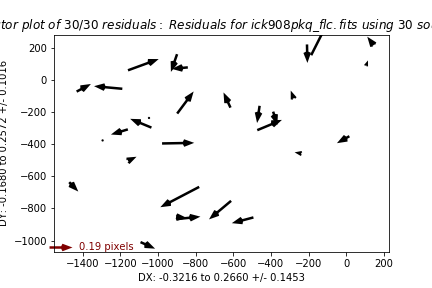 tor plot of 30/30 residuals: Residuals for ick908pkq_flc.fits using 30 so
DY: -0.1680 to 0.2572 +/- 0.1016
200
0
−200
−400
−600
−800
−1000
0.19 pixels
−1400 −1200 −1000 −800 −600 −400 −200 0 200
DX: -0.3216 to 0.2660 +/- 0.1453